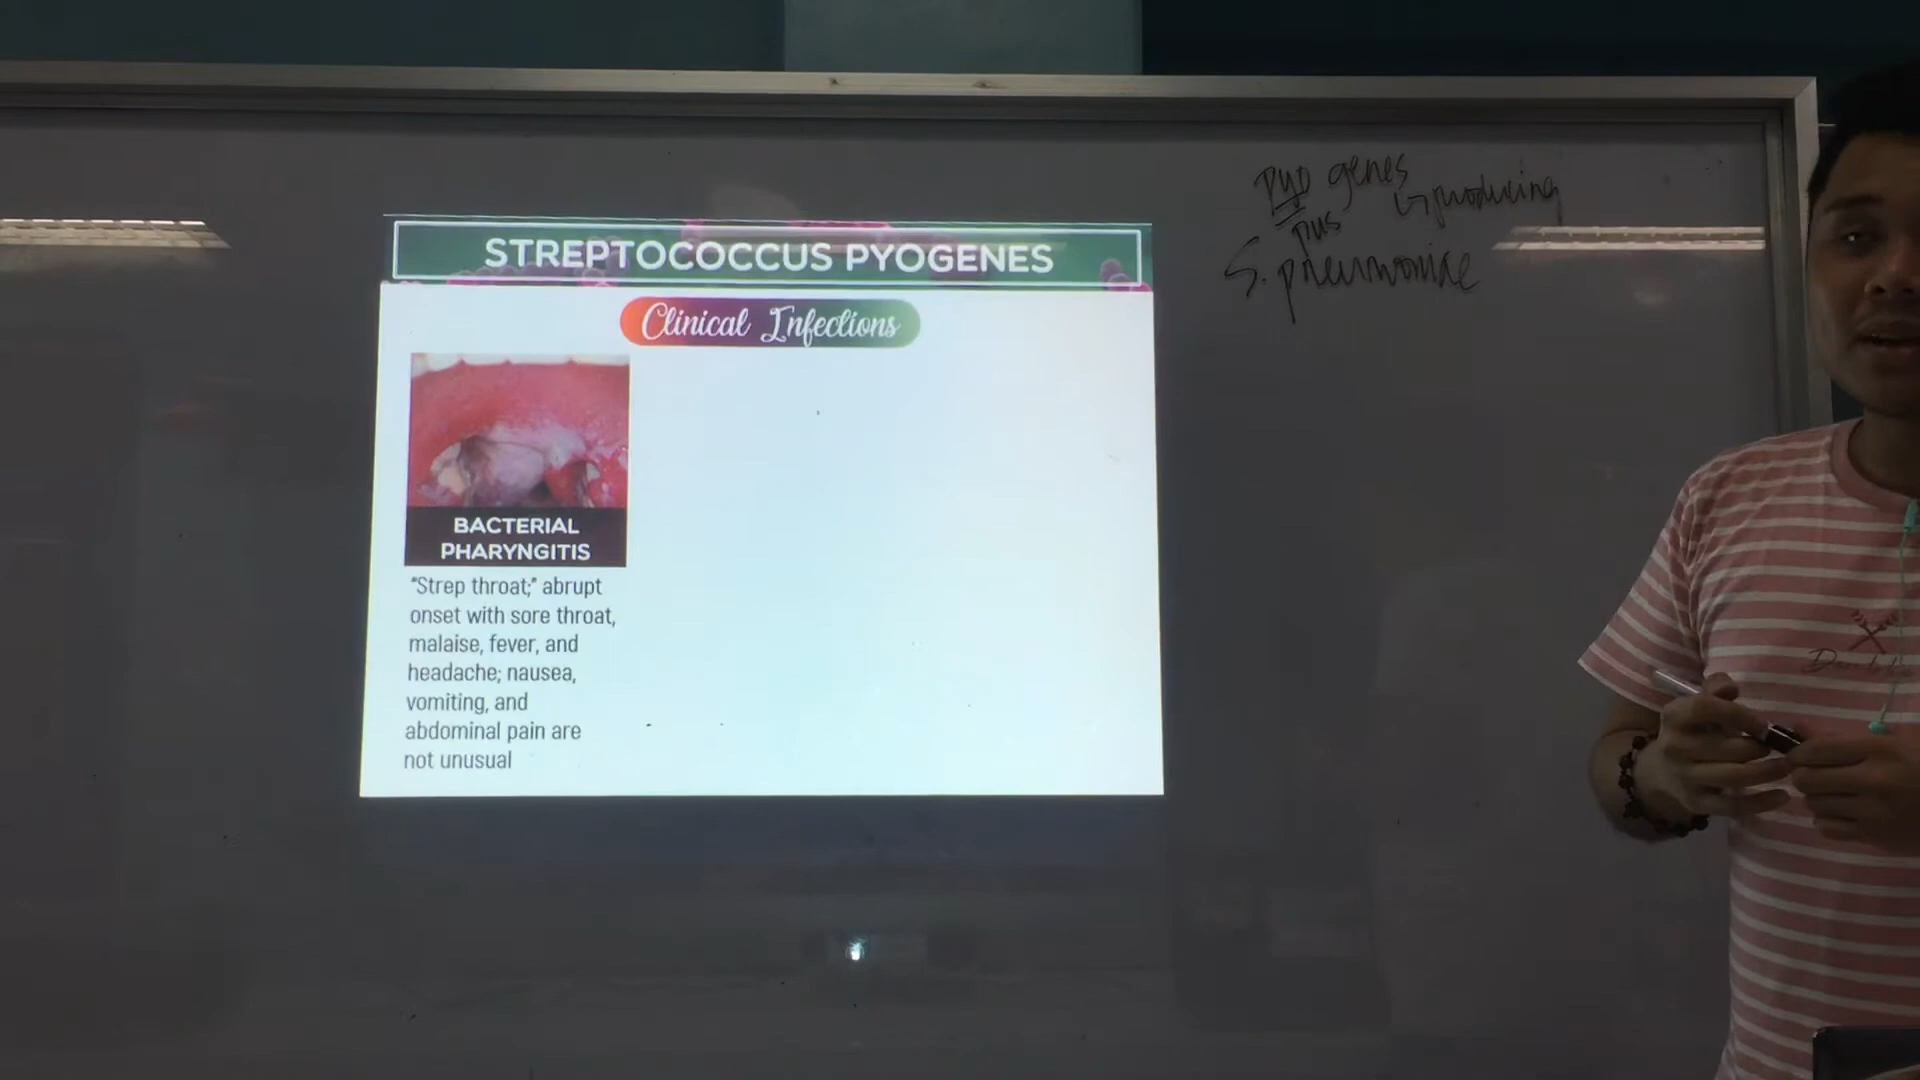 STREPTOCOCCUS PYOGENES
Clinical Infections
BACTERIAL
PHARYNGITIS
"Strep throat;" abrupt
onset with sore throat,
malaise, fever, and
headache; nausea,
vomiting, and
abdominal pain are
not unusual
pyo genes
pus ↳producing
S. pneumoniae